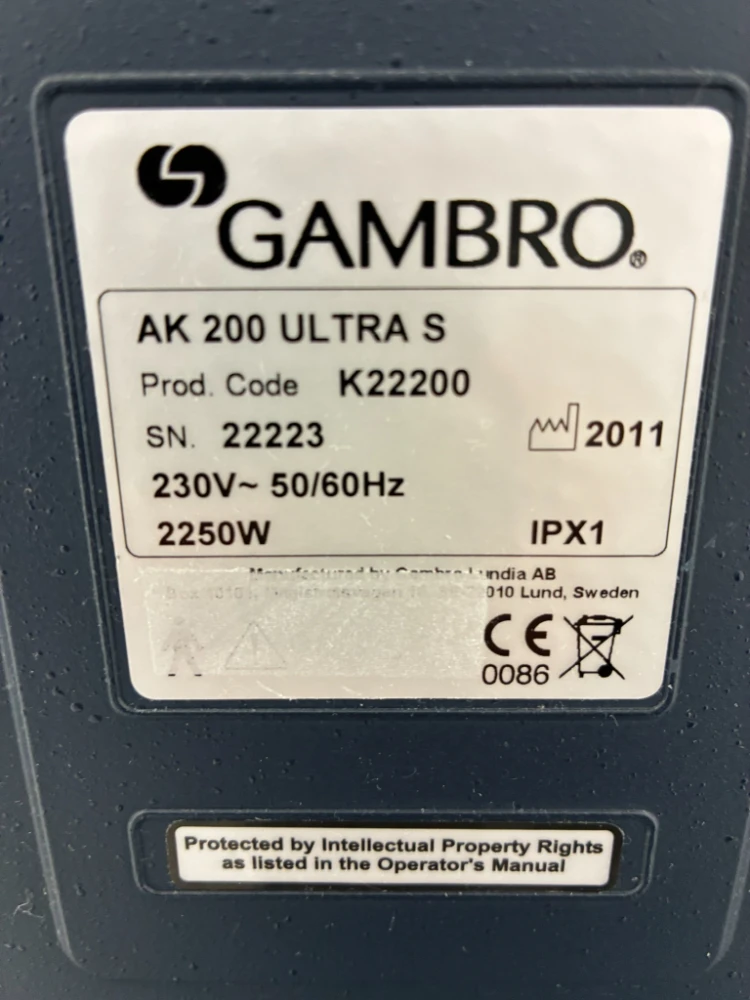 GAMBRO®
AK 200 ULTRA S
Prod. Code K22200
SN. 22223 2011
230V~ 50/60Hz
2250W IPX1
Manufactured by Gambro Lundia AB
010 Lund, Sweden
CE
0086
Protected by Intellectual Property Rights
as listed in the Operator's Manual